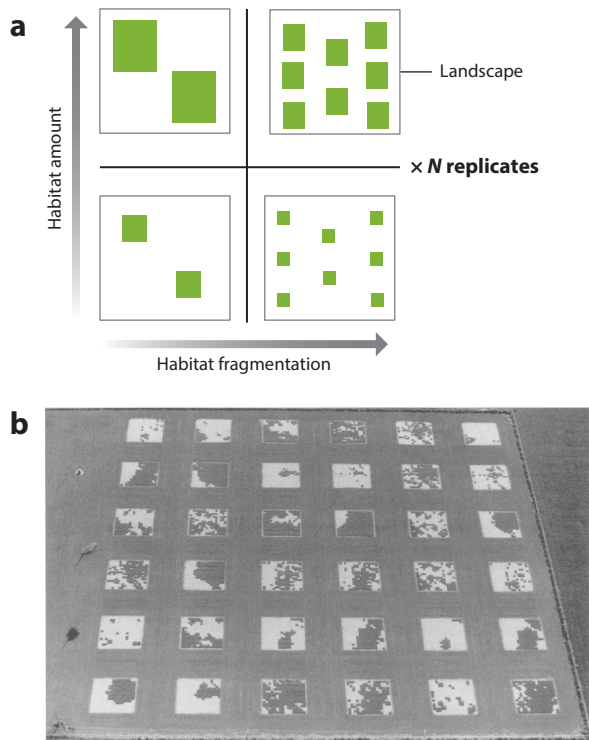 a
Habitat amount
Landscape
× N replicates
Habitat fragmentation
b